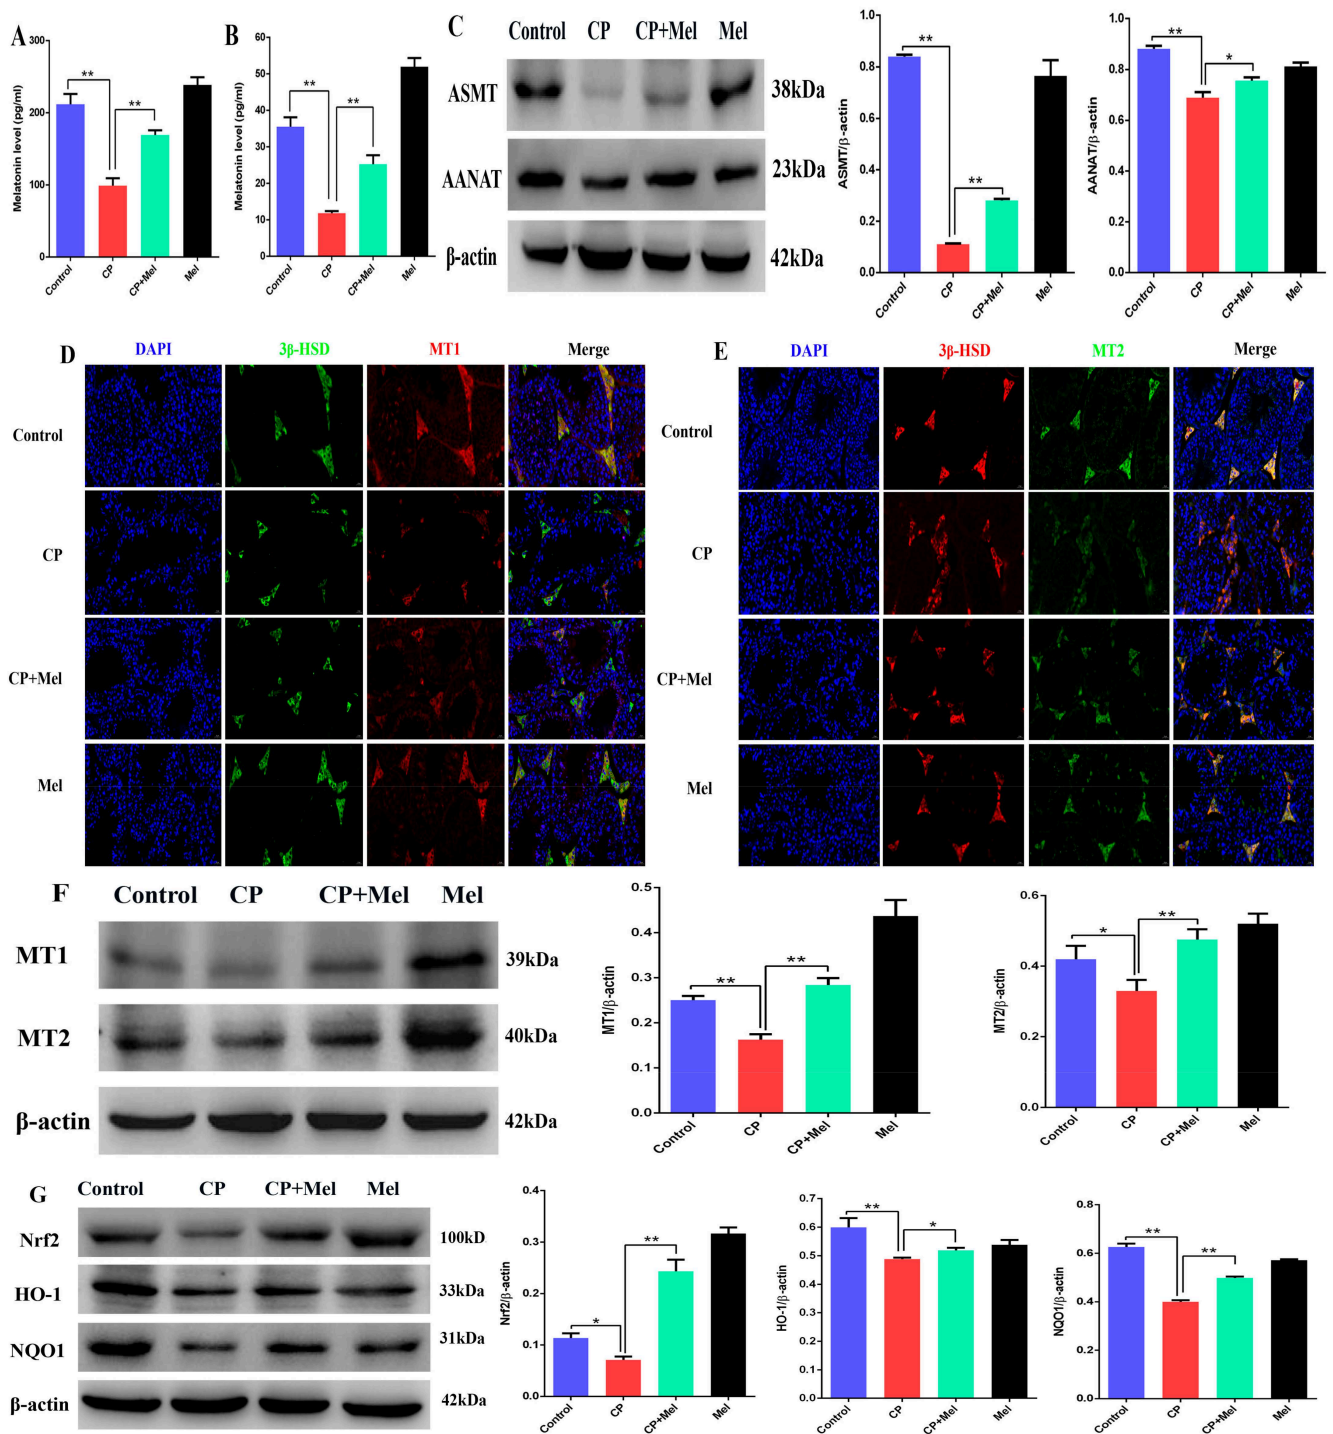 A
Melatonin level (pg/ml)
300
200
100
0
Control
CP
CP+Mel
Mel
**
**
B
Melatonin level (pg/ml)
60
50
40
30
20
10
0
Control
CP
CP+Mel
Mel
**
**
C
Control CP CP+Mel Mel
ASMT 38kDa
AANAT 23kDa
β-actin 42kDa
ASMT/β-actin
0.8
0.6
0.4
0.2
0.0
Control
CP
CP+Mel
Mel
**
**
AANAT/β-actin
1.0
0.8
0.6
0.4
0.2
0.0
Control
CP
CP+Mel
Mel
**
*
D
DAPI 3β-HSD MT1 Merge
Control
CP
CP+Mel
Mel
E
DAPI 3β-HSD MT2 Merge
Control
CP
CP+Mel
Mel
F
Control CP CP+Mel Mel
MT1 39kDa
MT2 40kDa
β-actin 42kDa
MT1/β-actin
0.5
0.4
0.3
0.2
0.1
0.0
Control
CP
CP+Mel
Mel
**
**
MT2/β-actin
0.6
0.4
0.2
0.0
Control
CP
CP+Mel
Mel
*
**
G
Control CP CP+Mel Mel
Nrf2 100kD
HO-1 33kDa
NQO1 31kDa
β-actin 42kDa
Nrf2/β-actin
0.4
0.3
0.2
0.1
0.0
Control
CP
CP+Mel
Mel
*
**
HO-1/β-actin
0.7
0.6
0.5
0.4
0.3
0.2
0.1
0.0
Control
CP
CP+Mel
Mel
**
*
NQO1/β-actin
0.8
0.6
0.4
0.2
0.0
Control
CP
CP+Mel
Mel
**
**